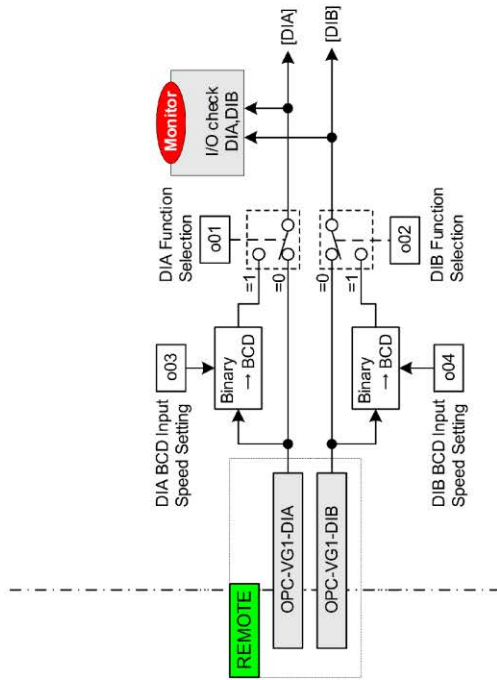 REMOTE
OPC-VG1-DIA
OPC-VG1-DIB
DIA BCD Input
Speed Setting
o03
Binary
→ BCD
DIA Function
Selection
o01
=1
=0
Monitor
I/O check
DIA,DIB
[DIA]
[DIB]
=0
=1
Binary
→ BCD
o04
DIB BCD Input
Speed Setting
o02
DIB Function
Selection